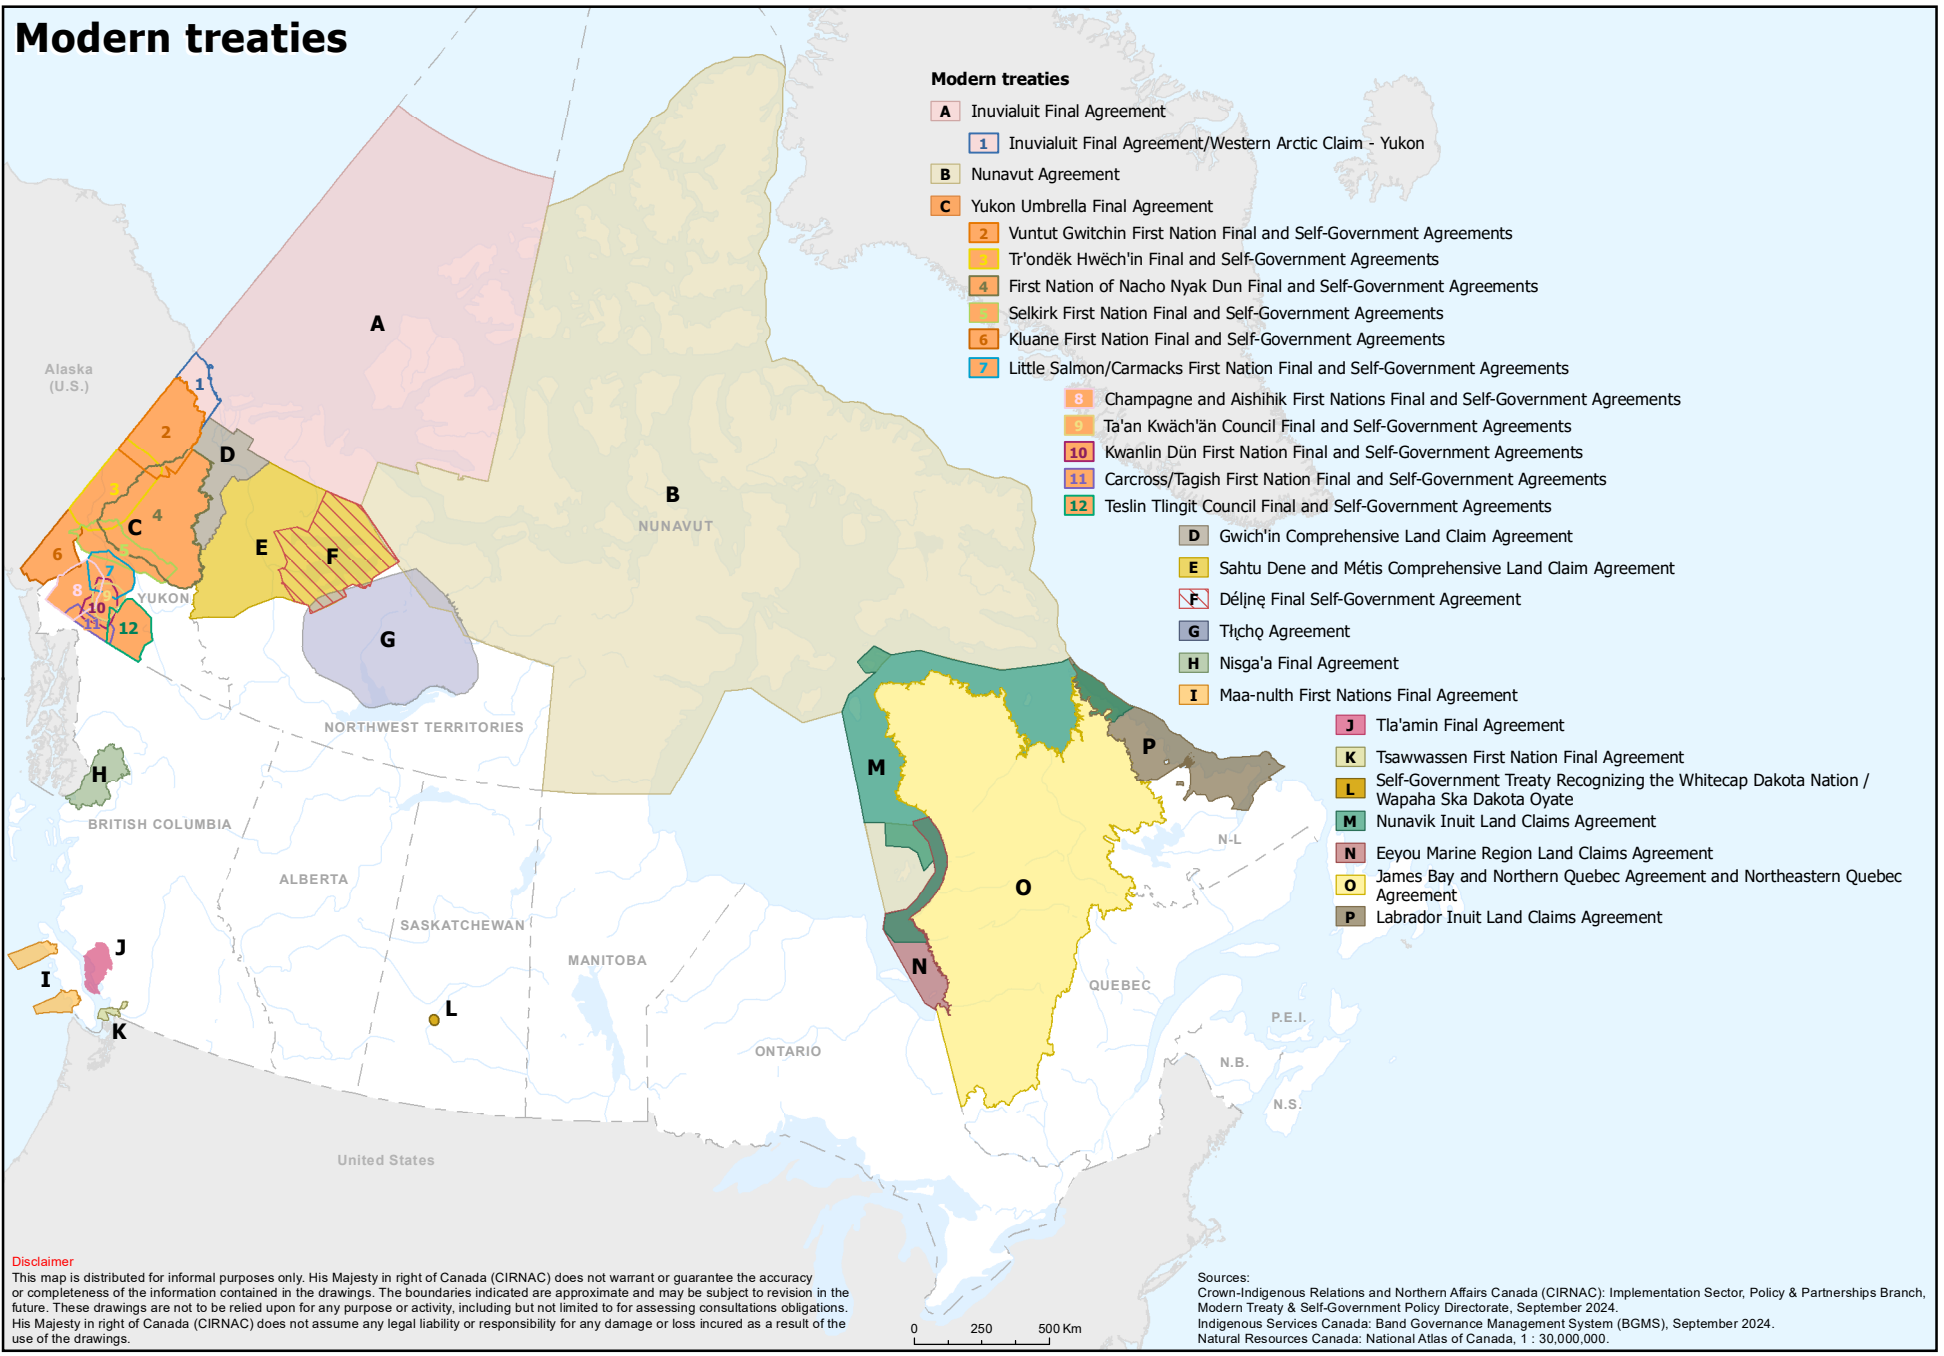 Modern treaties
Modern treaties
A Inuvialuit Final Agreement
1 Inuvialuit Final Agreement/Western Arctic Claim - Yukon
B Nunavut Agreement
C Yukon Umbrella Final Agreement
2 Vuntut Gwitchin First Nation Final and Self-Government Agreements
3 Tr'ondëk Hwëch'in Final and Self-Government Agreements
4 First Nation of Nacho Nyak Dun Final and Self-Government Agreements
5 Selkirk First Nation Final and Self-Government Agreements
6 Kluane First Nation Final and Self-Government Agreements
7 Little Salmon/Carmacks First Nation Final and Self-Government Agreements
8 Champagne and Aishihik First Nations Final and Self-Government Agreements
9 Ta'an Kwäch'än Council Final and Self-Government Agreements
10 Kwanlin Dün First Nation Final and Self-Government Agreements
11 Carcross/Tagish First Nation Final and Self-Government Agreements
12 Teslin Tlingit Council Final and Self-Government Agreements
D Gwich'in Comprehensive Land Claim Agreement
E Sahtu Dene and Métis Comprehensive Land Claim Agreement
F Délı̨nę Final Self-Government Agreement
G Tłı̨chǫ Agreement
H Nisga'a Final Agreement
I Maa-nulth First Nations Final Agreement
J Tla'amin Final Agreement
K Tsawwassen First Nation Final Agreement
L Self-Government Treaty Recognizing the Whitecap Dakota Nation /
Wapaha Ska Dakota Oyate
M Nunavik Inuit Land Claims Agreement
N Eeyou Marine Region Land Claims Agreement
O James Bay and Northern Quebec Agreement and Northeastern Quebec
Agreement
P Labrador Inuit Land Claims Agreement
A
Alaska
(U.S.)
1
2
D
B
NUNAVUT
3
4
C
E
F
5
6
7
8
9
YUKON
10
11
12
G
NORTHWEST TERRITORIES
P
M
H
BRITISH COLUMBIA
N-L
ALBERTA
O
SASKATCHEWAN
J
MANITOBA
N
I
QUEBEC
L
K
P.E.I.
ONTARIO
N.B.
N.S.
United States
Disclaimer
This map is distributed for informal purposes only. His Majesty in right of Canada (CIRNAC) does not warrant or guarantee the accuracy
or completeness of the information contained in the drawings. The boundaries indicated are approximate and may be subject to revision in the
future. These drawings are not to be relied upon for any purpose or activity, including but not limited to for assessing consultations obligations.
His Majesty in right of Canada (CIRNAC) does not assume any legal liability or responsibility for any damage or loss incured as a result of the
use of the drawings.
0 250 500 Km
Sources:
Crown-Indigenous Relations and Northern Affairs Canada (CIRNAC): Implementation Sector, Policy & Partnerships Branch,
Modern Treaty & Self-Government Policy Directorate, September 2024.
Indigenous Services Canada: Band Governance Management System (BGMS), September 2024.
Natural Resources Canada: National Atlas of Canada, 1 : 30,000,000.